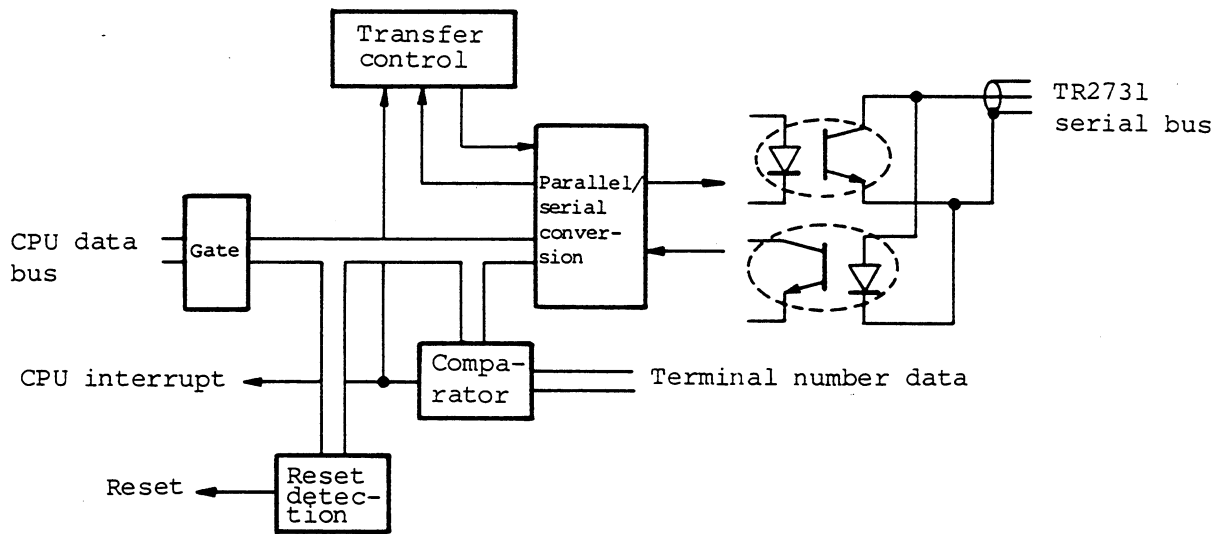 Transfer
control
TR2731
serial bus
Parallel/
serial
conver-
sion
CPU data
bus
Gate
CPU interrupt
Compa-
rator
Terminal number data
Reset
Reset
detec-
tion